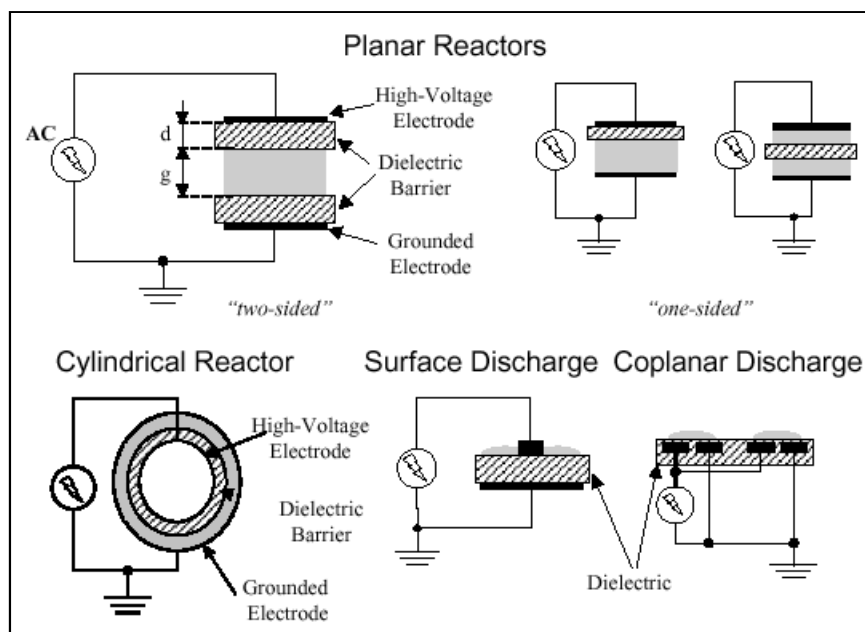 Planar Reactors
High-Voltage
Electrode
AC
d
Dielectric
Barrier
g
Grounded
Electrode
“two-sided”
“one-sided”
Cylindrical Reactor
Surface Discharge
Coplanar Discharge
High-Voltage
Electrode
Dielectric
Barrier
Grounded
Electrode
Dielectric